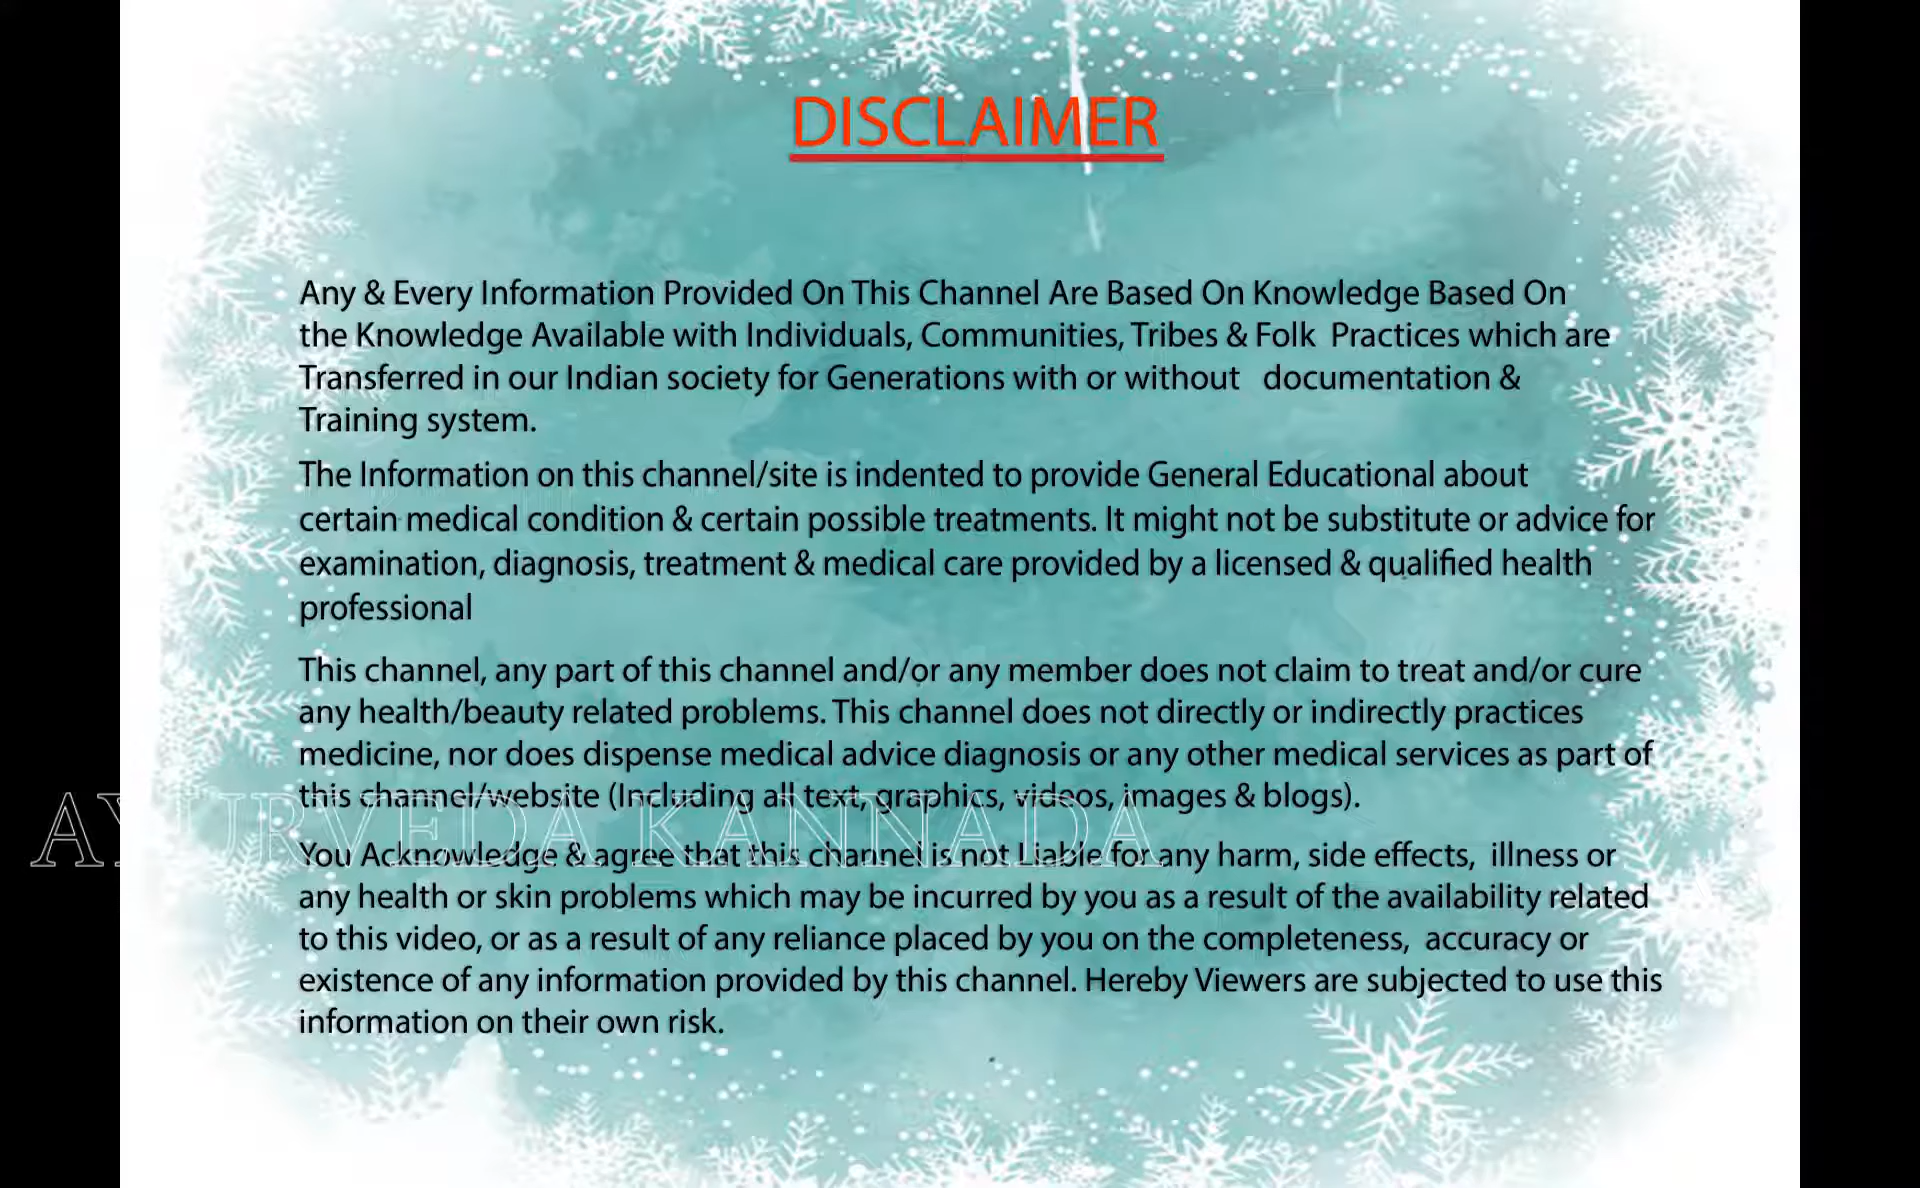 DISCLAIMER
Any & Every Information Provided On This Channel Are Based On Knowledge Based On
the Knowledge Available with Individuals, Communities, Tribes & Folk Practices which are
Transferred in our Indian society for Generations with or without documentation &
Training system.
The Information on this channel/site is indented to provide General Educational about
certain medical condition & certain possible treatments. It might not be substitute or advice for
examination, diagnosis, treatment & medical care provided by a licensed & qualified health
professional
This channel, any part of this channel and/or any member does not claim to treat and/or cure
any health/beauty related problems. This channel does not directly or indirectly practices
medicine, nor does dispense medical advice diagnosis or any other medical services as part of
this channel/website (Including all text, graphics, videos, images & blogs).
AYURVEDA KANNADA
You Acknowledge & agree that this channel is not Liable for any harm, side effects, illness or
any health or skin problems which may be incurred by you as a result of the availability related
to this video, or as a result of any reliance placed by you on the completeness, accuracy or
existence of any information provided by this channel. Hereby Viewers are subjected to use this
information on their own risk.